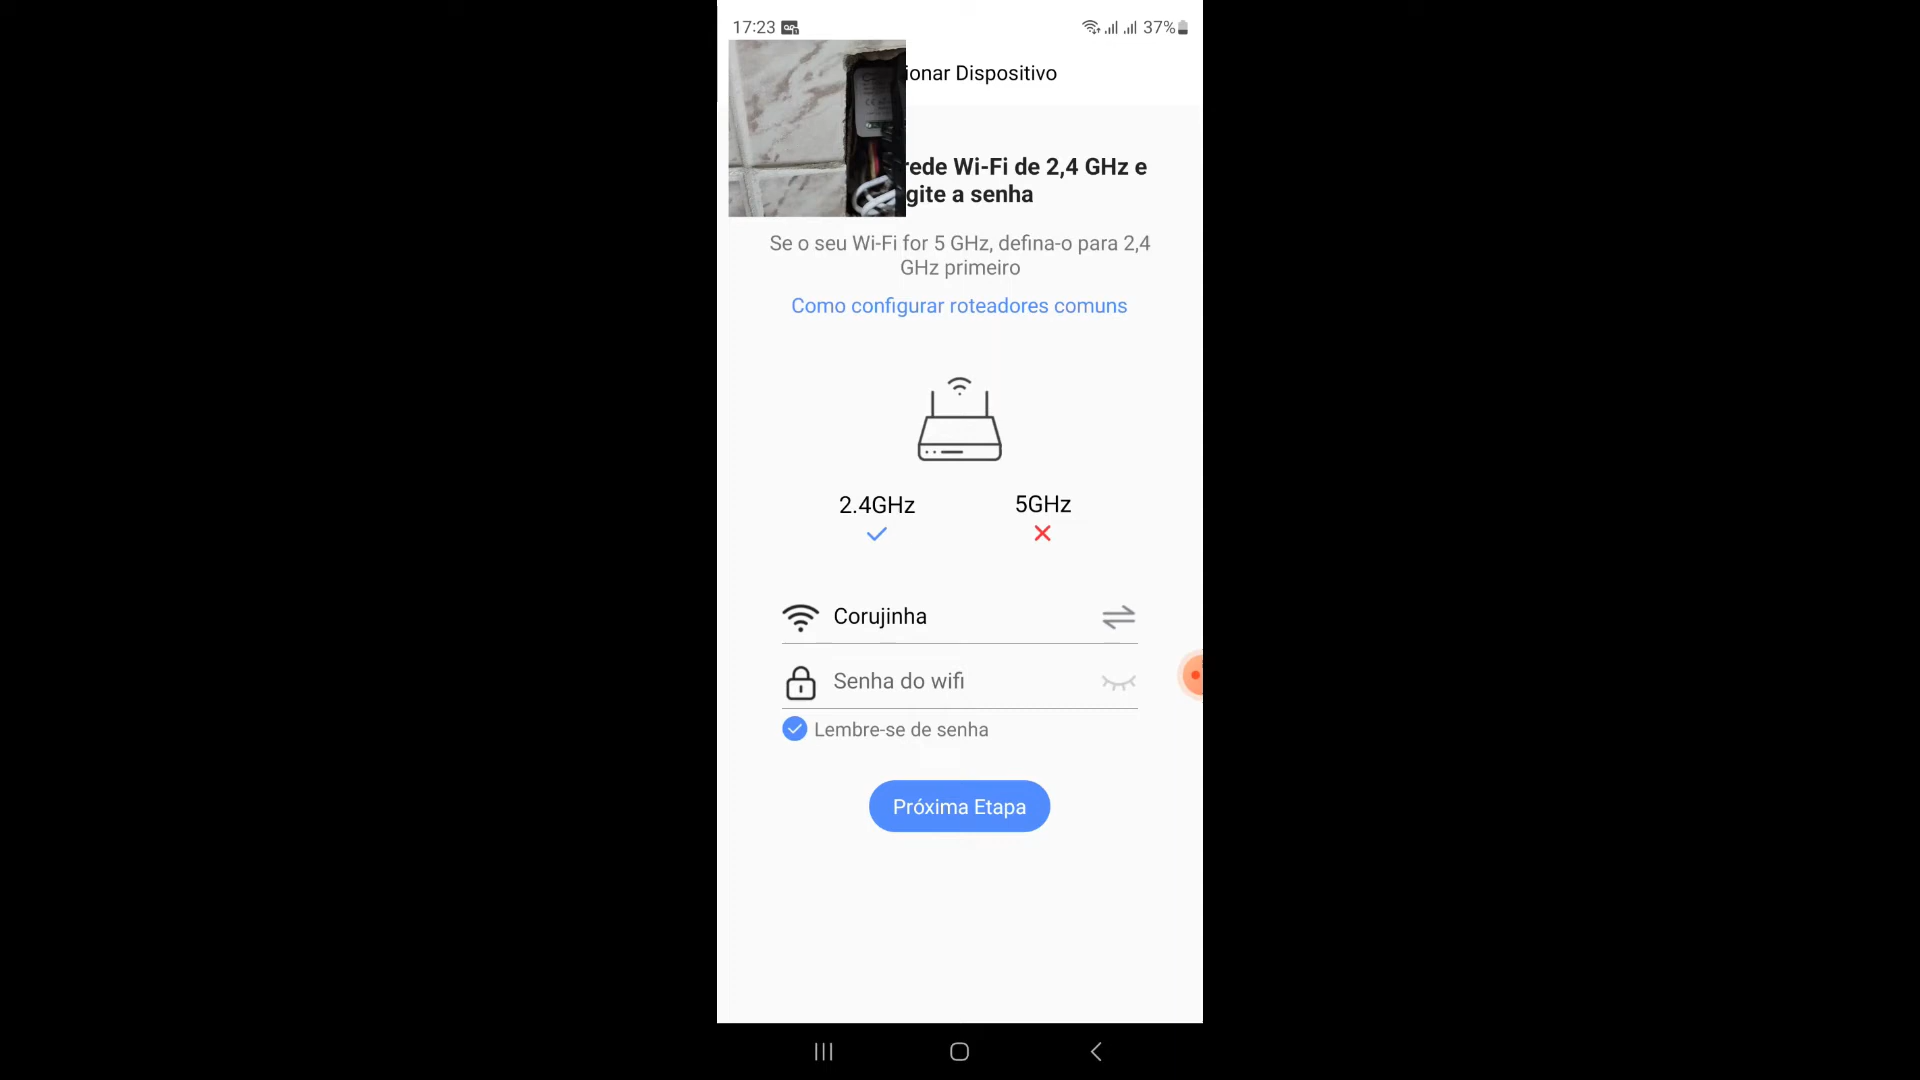 17:23
37%
ionar Dispositivo
rede Wi-Fi de 2,4 GHz e
gite a senha
Se o seu Wi-Fi for 5 GHz, defina-o para 2,4
GHz primeiro
Como configurar roteadores comuns
2.4GHz 5GHz
Corujinha
Senha do wifi
Lembre-se de senha
Próxima Etapa